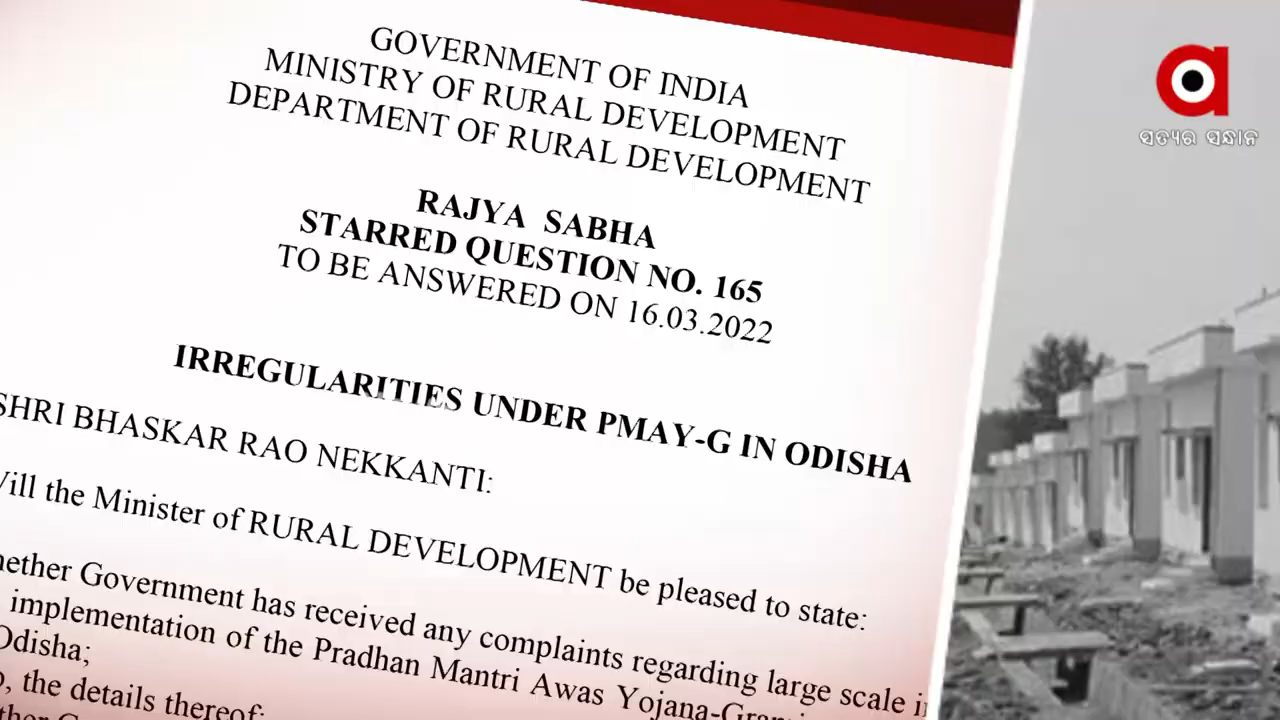 GOVERNMENT OF INDIA
MINISTRY OF RURAL DEVELOPMENT
DEPARTMENT OF RURAL DEVELOPMENT
RAJYA SABHA
STARRED QUESTION NO. 165
TO BE ANSWERED ON 16.03.2022
IRREGULARITIES UNDER PMAY-G IN ODISHA
SHRI BHASKAR RAO NEKKANTI:
Will the Minister of RURAL DEVELOPMENT be pleased to state:
Government has received any complaints regarding large scale
implementation of the Pradhan Mantri Awas
Odisha;
the details thereof;
ସତ୍ୟର ସନ୍ଧାନ